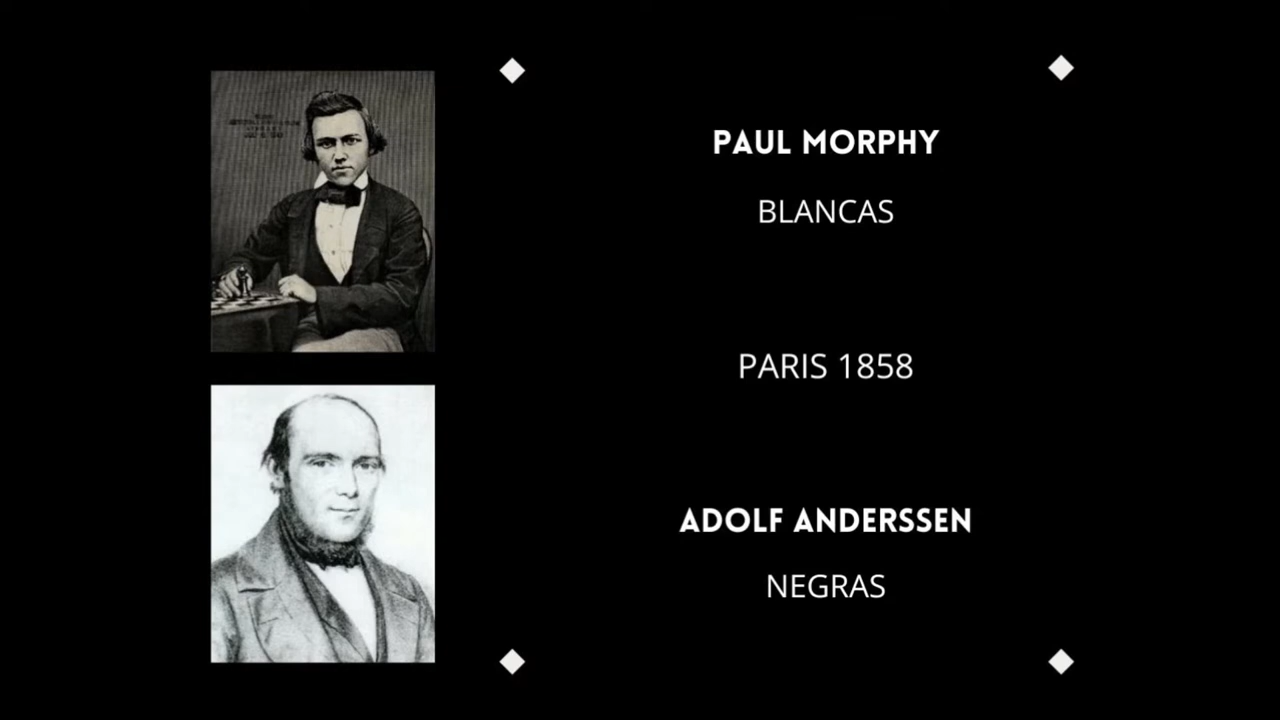 PAUL MORPHY
BLANCAS
PARIS 1858
ADOLF ANDERSSEN
NEGRAS